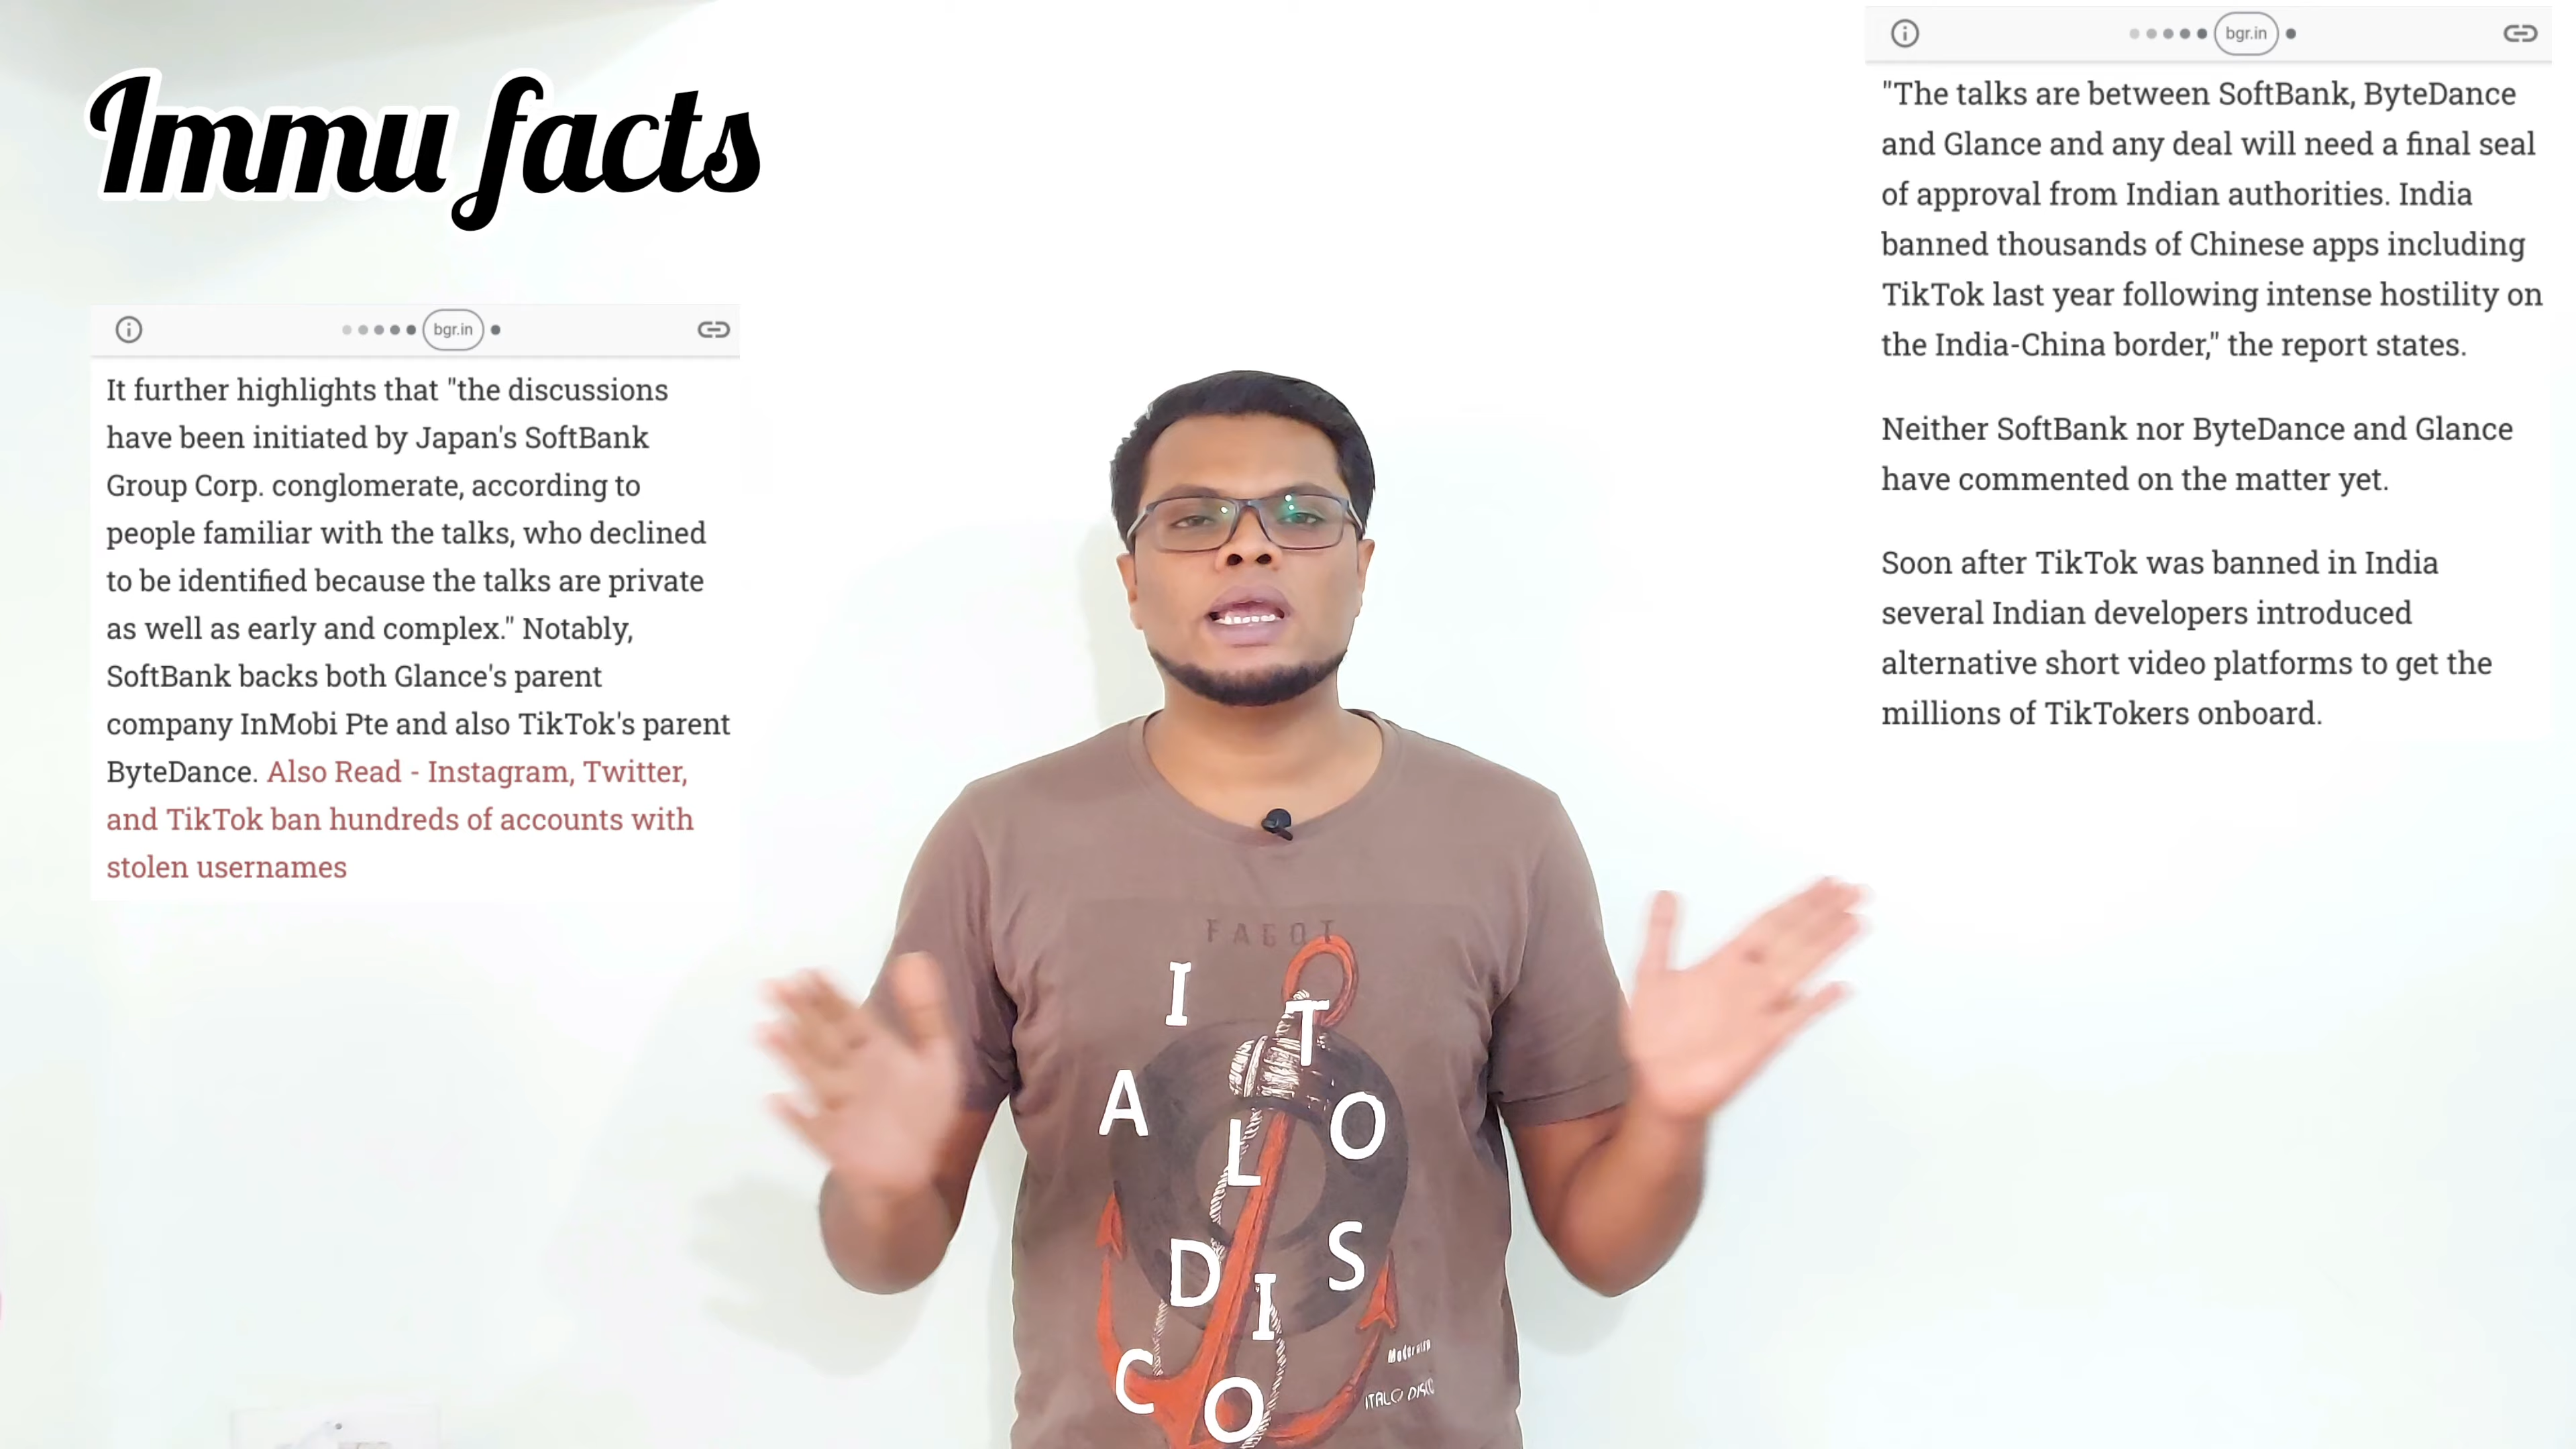 Immu facts
bgr.in
It further highlights that "the discussions
have been initiated by Japan's SoftBank
Group Corp. conglomerate, according to
people familiar with the talks, who declined
to be identified because the talks are private
as well as early and complex." Notably,
SoftBank backs both Glance's parent
company InMobi Pte and also TikTok's parent
ByteDance. Also Read - Instagram, Twitter,
and TikTok ban hundreds of accounts with
stolen usernames
bgr.in
"The talks are between SoftBank, ByteDance
and Glance and any deal will need a final seal
of approval from Indian authorities. India
banned thousands of Chinese apps including
TikTok last year following intense hostility on
the India-China border," the report states.
Neither SoftBank nor ByteDance and Glance
have commented on the matter yet.
Soon after TikTok was banned in India
several Indian developers introduced
alternative short video platforms to get the
millions of TikTokers onboard.
I T
A L O
D I S
C O
ITALO DISCO